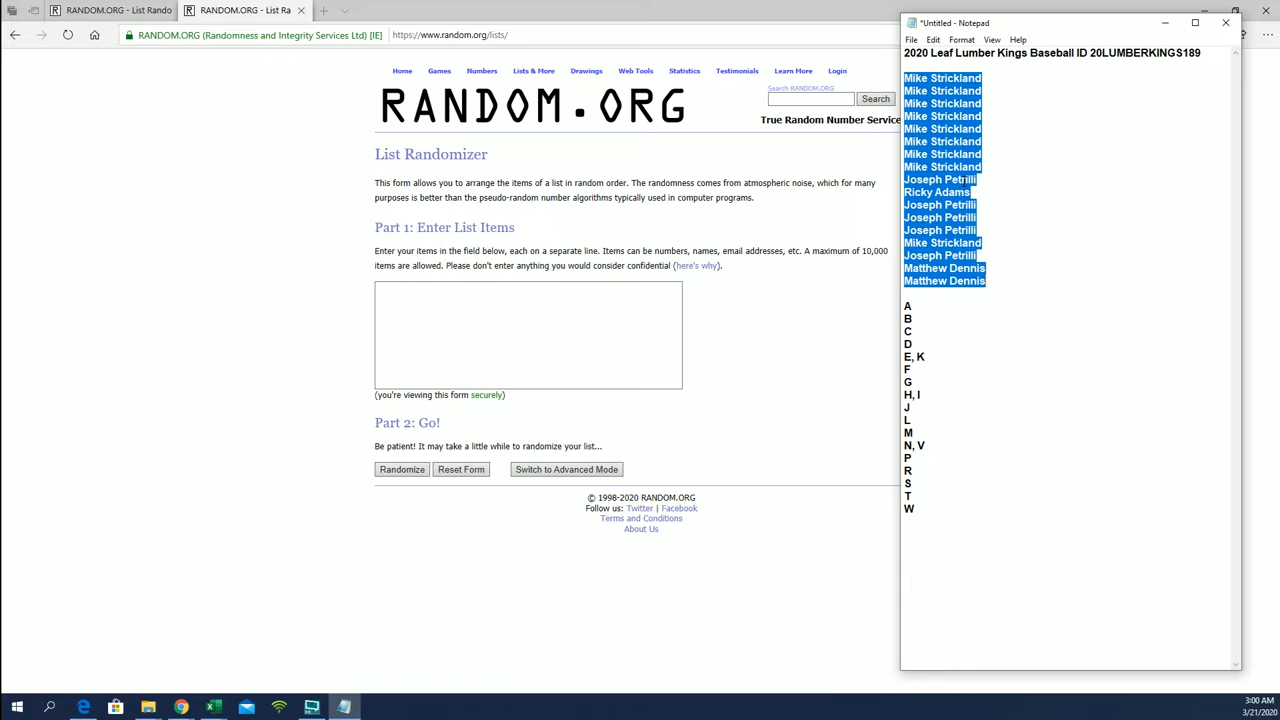 RANDOM.ORG - List Rando
RANDOM.ORG - List Ra
RANDOM.ORG (Randomness and Integrity Services Ltd) [IE]
https://www.random.org/lists/
Home Games Numbers Lists & More Drawings Web Tools Statistics Testimonials Learn More Login
RANDOM.ORG
Search RANDOM.ORG
Search
True Random Number Service
List Randomizer
This form allows you to arrange the items of a list in random order. The randomness comes from atmospheric noise, which for many
purposes is better than the pseudo-random number algorithms typically used in computer programs.
Part 1: Enter List Items
Enter your items in the field below, each on a separate line. Items can be numbers, names, email addresses, etc. A maximum of 10,000
items are allowed. Please don't enter anything you would consider confidential (here's why).
(you're viewing this form securely)
Part 2: Go!
Be patient! It may take a little while to randomize your list...
Randomize Reset Form Switch to Advanced Mode
© 1998-2020 RANDOM.ORG
Follow us: Twitter | Facebook
Terms and Conditions
About Us
*Untitled - Notepad
File Edit Format View Help
2020 Leaf Lumber Kings Baseball ID 20LUMBERKINGS189
Mike Strickland
Mike Strickland
Mike Strickland
Mike Strickland
Mike Strickland
Mike Strickland
Mike Strickland
Mike Strickland
Joseph Petrilli
Ricky Adams
Joseph Petrilli
Joseph Petrilli
Joseph Petrilli
Mike Strickland
Joseph Petrilli
Matthew Dennis
Matthew Dennis
A
B
C
D
E, K
F
G
H, I
J
L
M
N, V
P
R
S
T
W
3:00 AM
3/21/2020